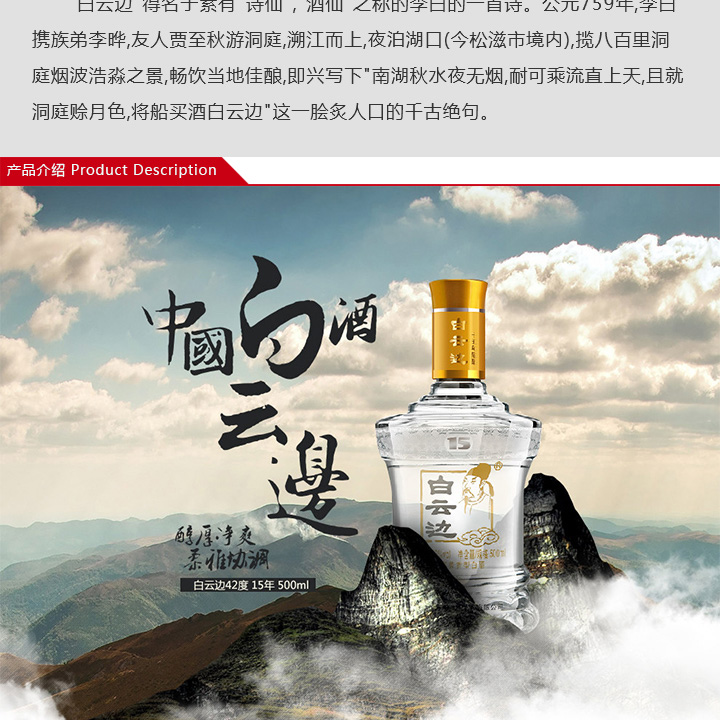 白云边"得名于素有"诗仙","酒仙"之称的李白的一首诗。公元759年,李白
携族弟李晔,友人贾至秋游洞庭,溯江而上,夜泊湖口(今松滋市境内),揽八百里洞
庭烟波浩淼之景,畅饮当地佳酿,即兴写下"南湖秋水夜无烟,耐可乘流直上天,且就
洞庭赊月色,将船买酒白云边"这一脍炙人口的千古绝句。
产品介绍 Product Description
中國白酒
云邊
醇厚净爽
柔雅协调
白云边42度 15年 500ml
白云边
15
白云边